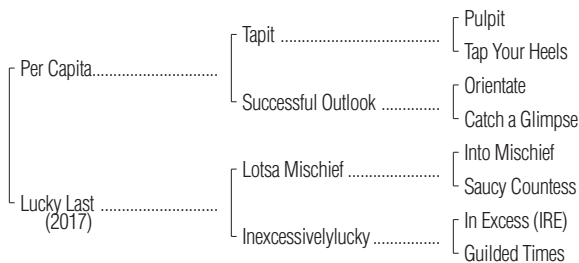 Pulpit
Tapit
Tap Your Heels
Per Capita
Orientate
Successful Outlook
Catch a Glimpse
Into Mischief
Lotsa Mischief
Saucy Countess
Lucky Last
(2017)
In Excess (IRE)
Inexcessivelylucky
Guilded Times